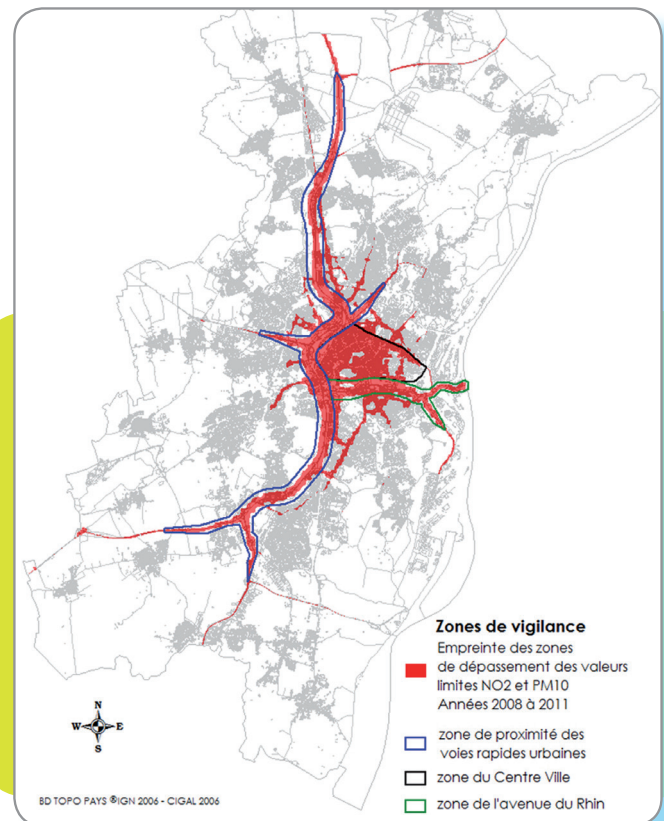 Zones de vigilance
Empreinte des zones
de dépassement des valeurs
limites NO2 et PM10
Années 2008 à 2011
zone de proximité des
voies rapides urbaines
zone du Centre Ville
zone de l'avenue du Rhin
N
W E
S
BD TOPO PAYS ©IGN 2006 - CIGAL 2006